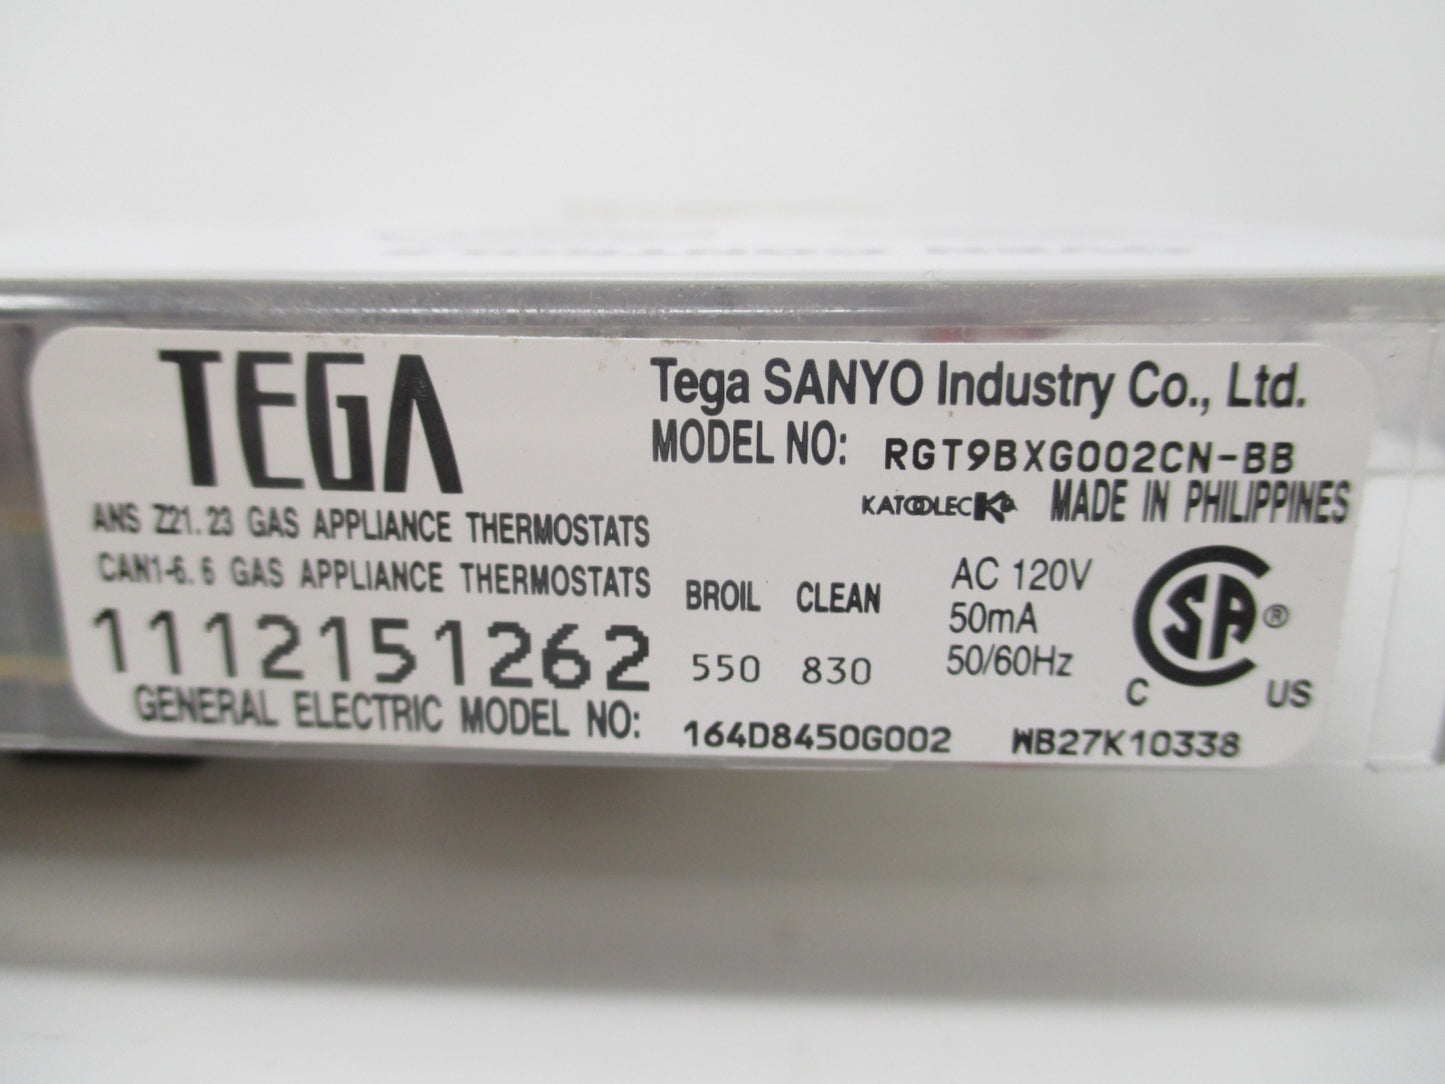 TEGA
Tega SANYO Industry Co., Ltd.
MODEL NO: RGT9BXG002CN-BB
KATOOLEC MADE IN PHILIPPINES
ANS Z21.23 GAS APPLIANCE THERMOSTATS
CAN1-6.6 GAS APPLIANCE THERMOSTATS
1112151262
BROIL CLEAN
550 830
AC 120V
50mA
50/60Hz
SA ®
C US
GENERAL ELECTRIC MODEL NO: 164D8450G002 WB27K10338